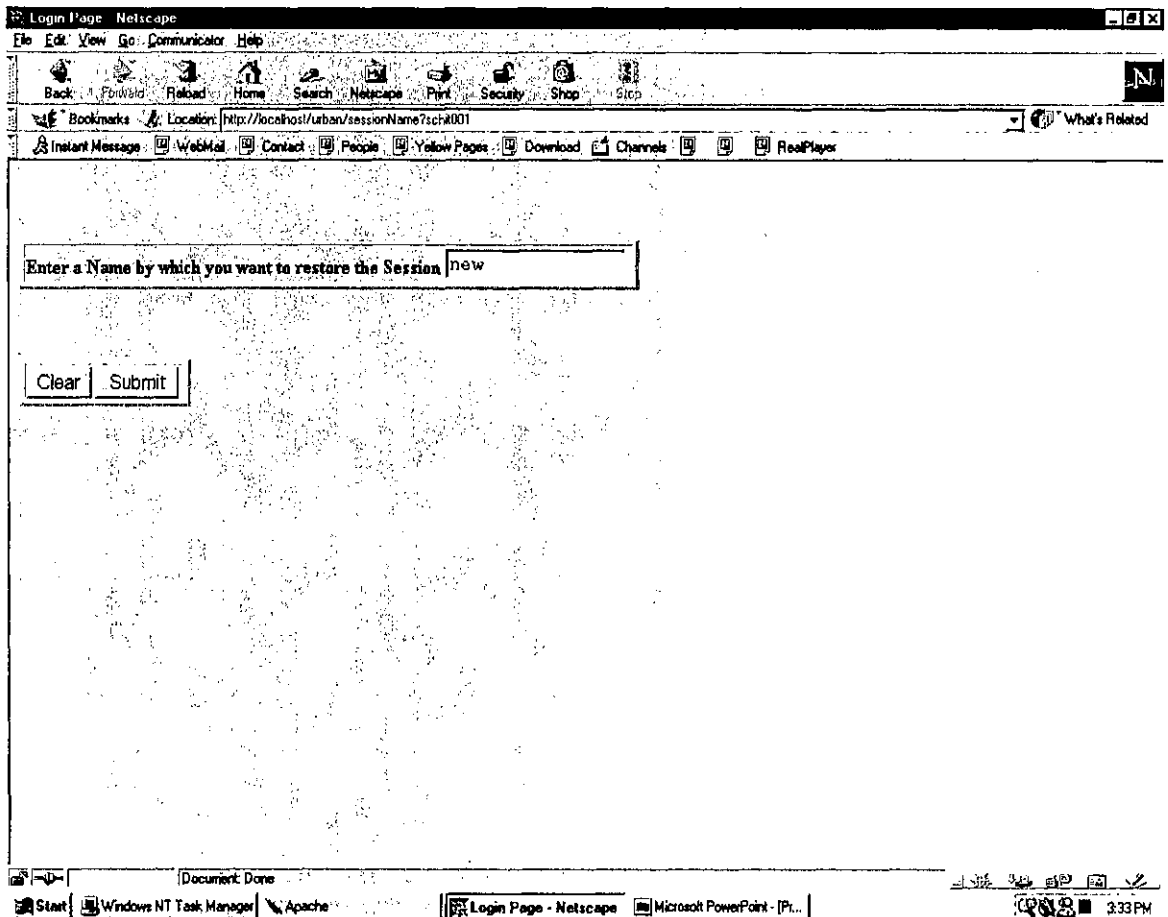 Login Page - Netscape
File Edit View Go Communicator Help
Back Forward Reload Home Search Netscape Print Security Shop Stop
N
Bookmarks Location: http://localhost/urban/sessionName?schit001 What's Related
Instant Message WebMail Contact People Yellow Pages Download Channels RealPlayer
Enter a Name by which you want to restore the Session new
Clear Submit
Document: Done
Start Windows NT Task Manager Apache Login Page - Netscape Microsoft PowerPoint - [Pr... 3:33 PM